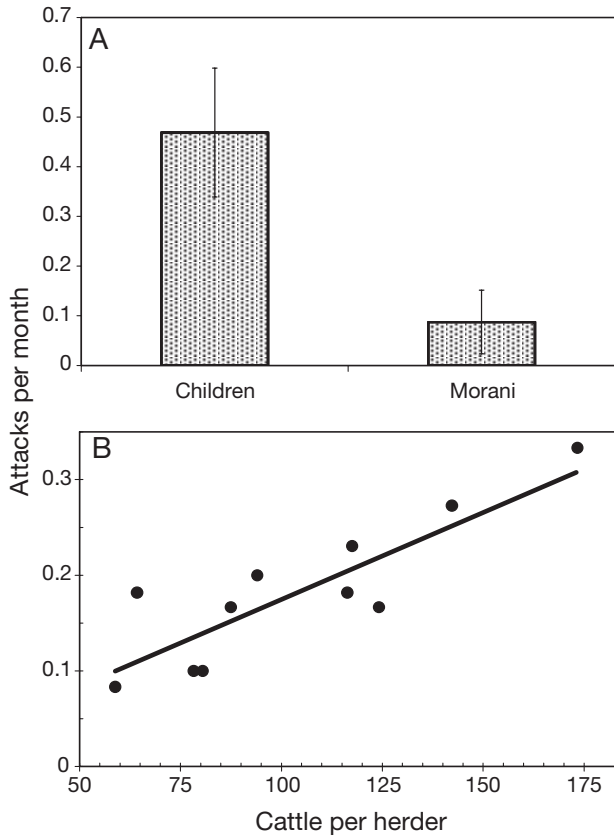 A
0.7
0.6
0.5
0.4
0.3
0.2
0.1
0
Children Morani
Attacks per month
B
0.3
0.2
0.1
0
50 75 100 125 150 175
Cattle per herder